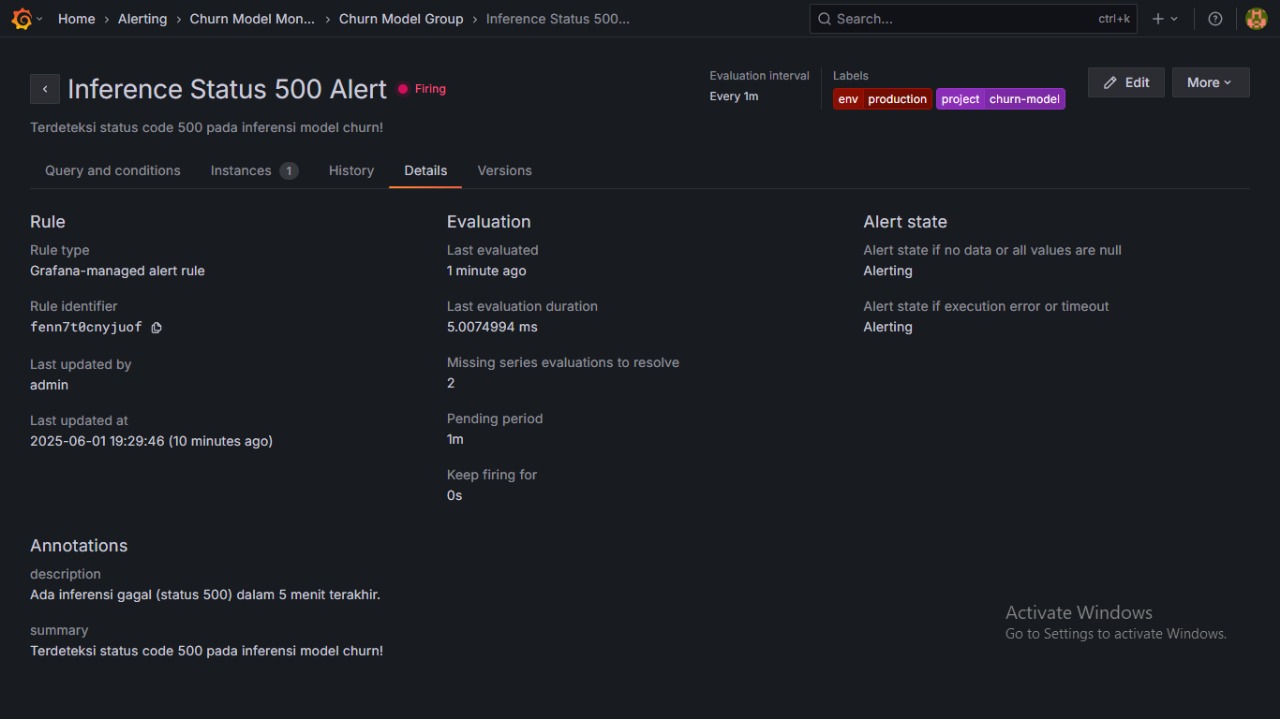 Home › Alerting › Churn Model Mon... › Churn Model Group › Inference Status 500...
Search... ctrl+k
Inference Status 500 Alert Firing
Evaluation interval
Every 1m
Labels
env production project churn-model
Edit
More
Terdeteksi status code 500 pada inferensi model churn!
Query and conditions Instances 1 History Details Versions
Rule
Rule type
Grafana-managed alert rule
Rule identifier
fenn7t0cnyjuof
Last updated by
admin
Last updated at
2025-06-01 19:29:46 (10 minutes ago)
Evaluation
Last evaluated
1 minute ago
Last evaluation duration
5.0074994 ms
Missing series evaluations to resolve
2
Pending period
1m
Keep firing for
0s
Alert state
Alert state if no data or all values are null
Alerting
Alert state if execution error or timeout
Alerting
Annotations
description
Ada inferensi gagal (status 500) dalam 5 menit terakhir.
summary
Terdeteksi status code 500 pada inferensi model churn!
Activate Windows
Go to Settings to activate Windows.